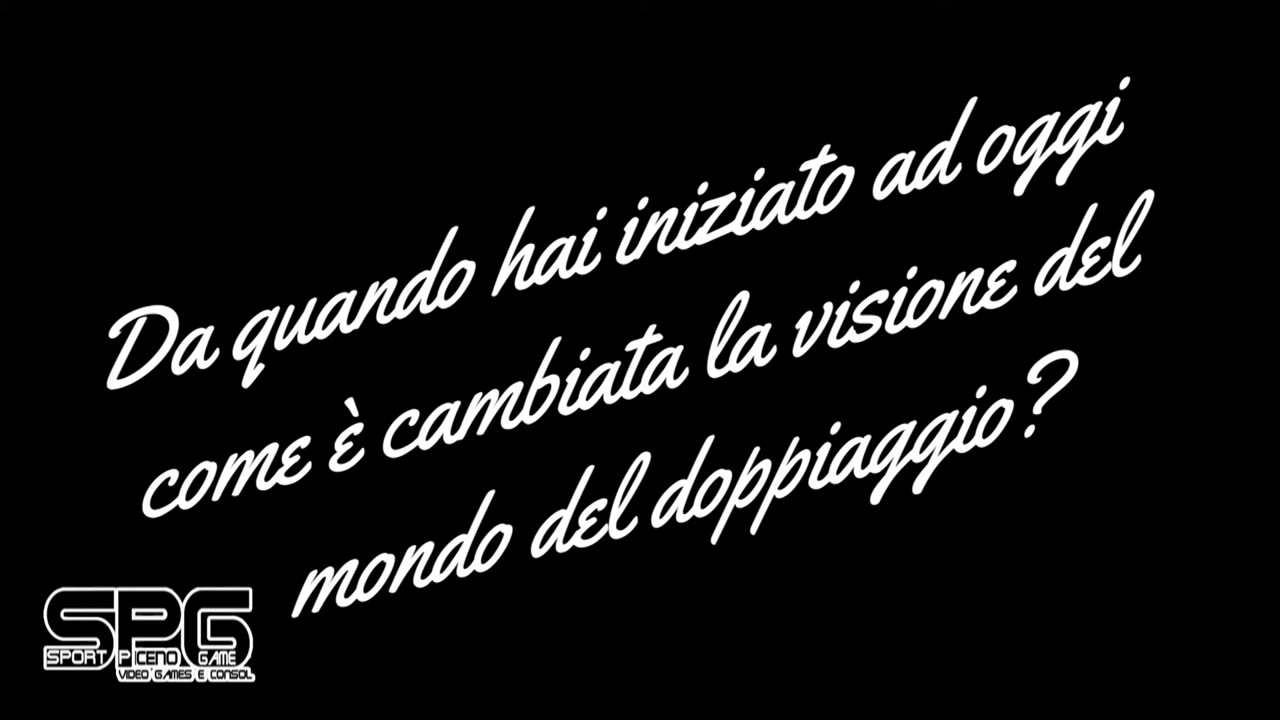 Da quando hai iniziato ad oggi
come è cambiata la visione del
mondo del doppiaggio?
SPG
SPORT PICENO GAME
VIDEO GAMES E CONSOL